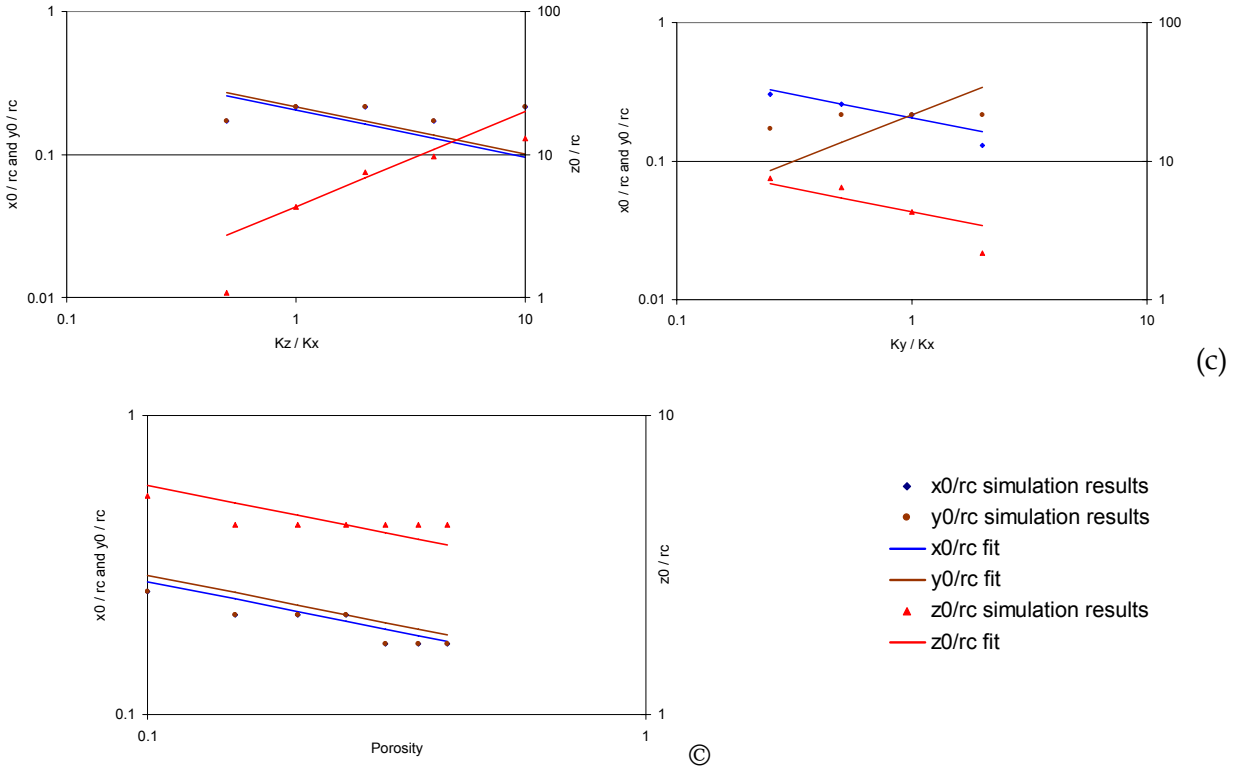 1
0.1
0.01
x0 / rc and y0 / rc
100
10
1
z0 / rc
0.1
1
10
Kz / Kx
1
0.1
0.01
x0 / rc and y0 / rc
100
10
1
z0 / rc
0.1
1
10
Ky / Kx
(c)
1
0.1
x0 / rc and y0 / rc
10
1
z0 / rc
0.1
1
Porosity
©
x0/rc simulation results
y0/rc simulation results
x0/rc fit
y0/rc fit
z0/rc simulation results
z0/rc fit